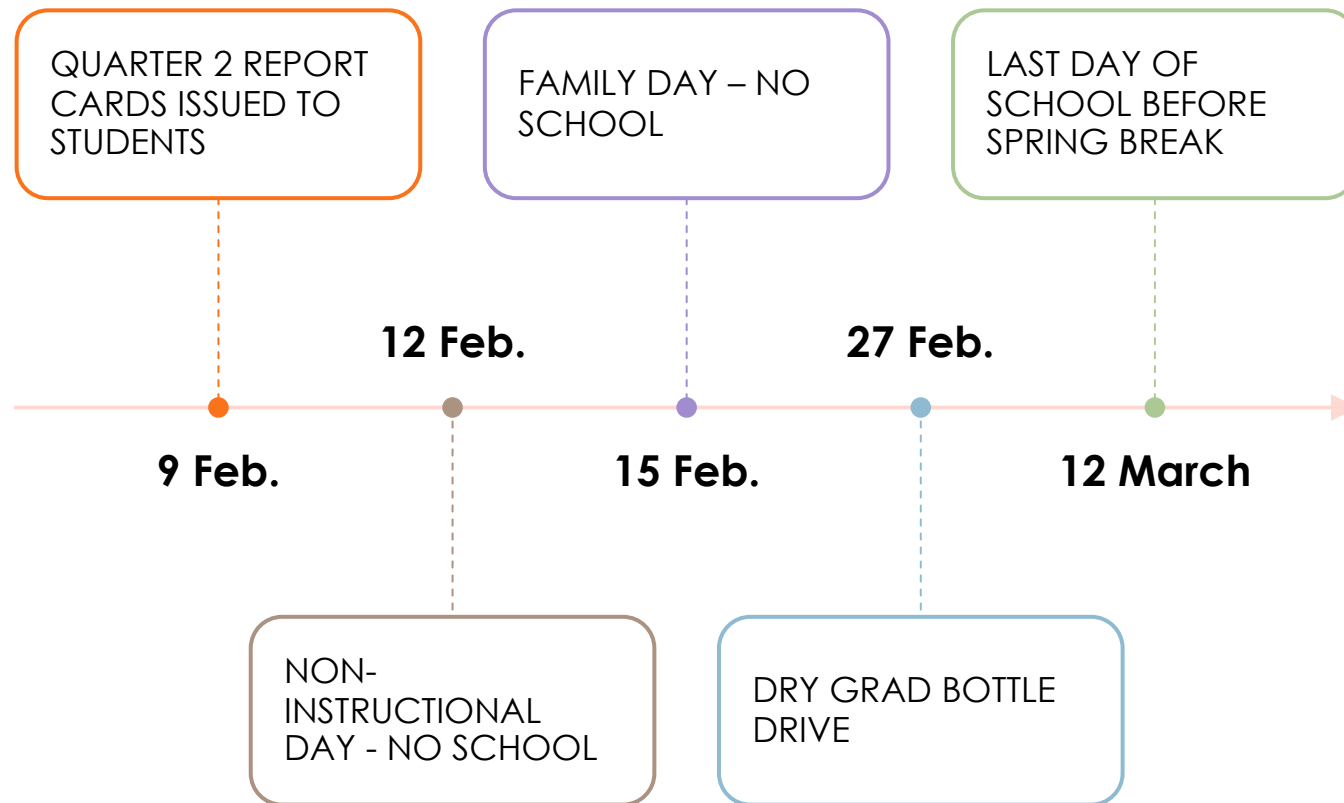 QUARTER 2 REPORT
CARDS ISSUED TO
STUDENTS
FAMILY DAY – NO
SCHOOL
LAST DAY OF
SCHOOL BEFORE
SPRING BREAK
12 Feb.
27 Feb.
9 Feb.
15 Feb.
12 March
NON-
INSTRUCTIONAL
DAY - NO SCHOOL
DRY GRAD BOTTLE
DRIVE